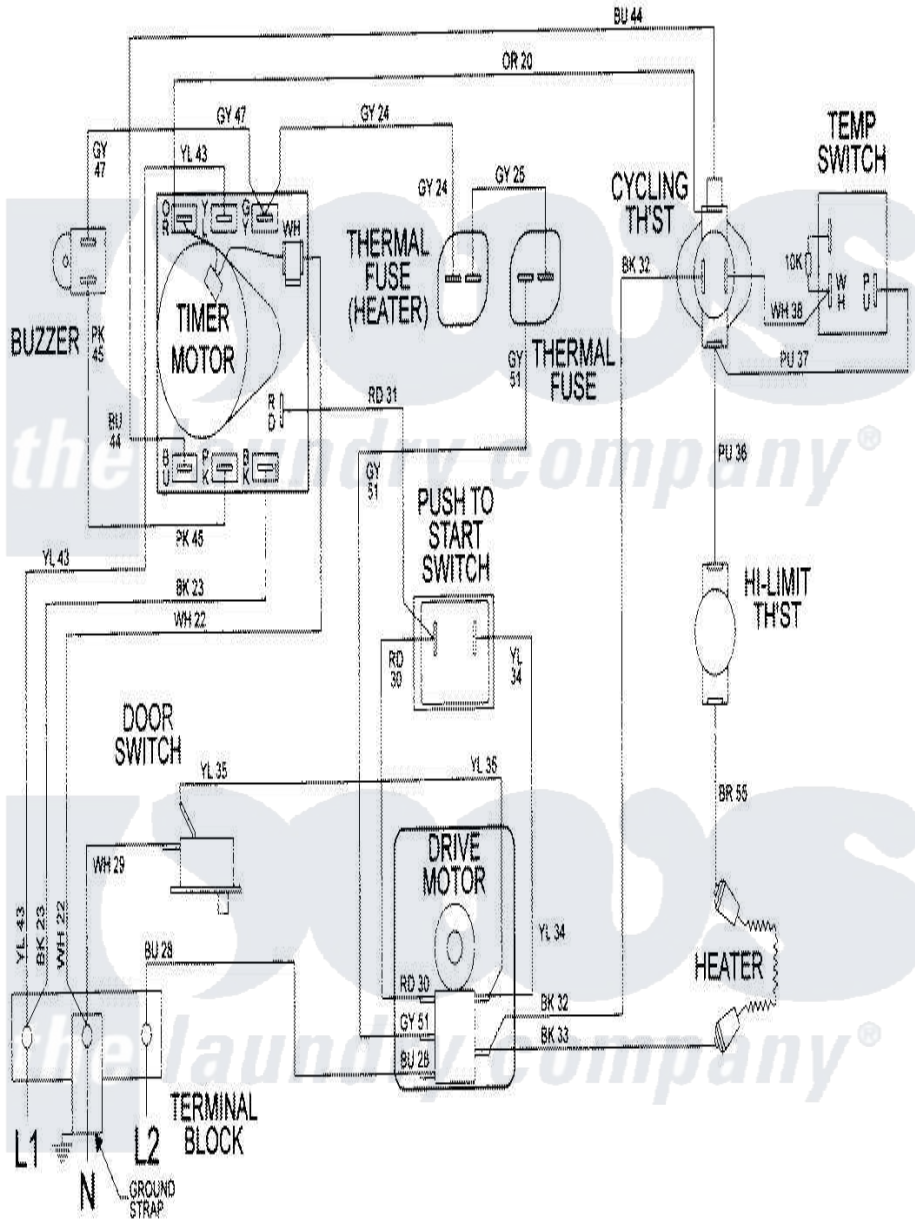 BU 44
OR 20
GY 47
GY 24
TEMP
SWITCH
GY
47
YL 43
GY 24
GY 25
CYCLING
TH'ST
O
R
Y
L
G
Y
WH
THERMAL
FUSE
(HEATER)
10K
BK 32
W
H
P
U
WH 38
BUZZER
PK
45
TIMER
MOTOR
GY
51
THERMAL
FUSE
PU 37
RD 31
R
D
BU
44
the laundry company®
B
U
P
K
B
K
GY
51
PU 36
PUSH TO
START
SWITCH
PK 45
YL 43
BK 23
WH 22
HI-LIMIT
TH'ST
RD
30
YL
34
DOOR
SWITCH
YL 35
YL 35
BR 55
WH 29
DRIVE
MOTOR
YL 43
BK 23
WH 22
BU 28
YL 34
HEATER
RD 30
BK 32
GY 51
BK 33
BU 28
the laundry company®
L1
N
L2
TERMINAL
BLOCK
GROUND
STRAP